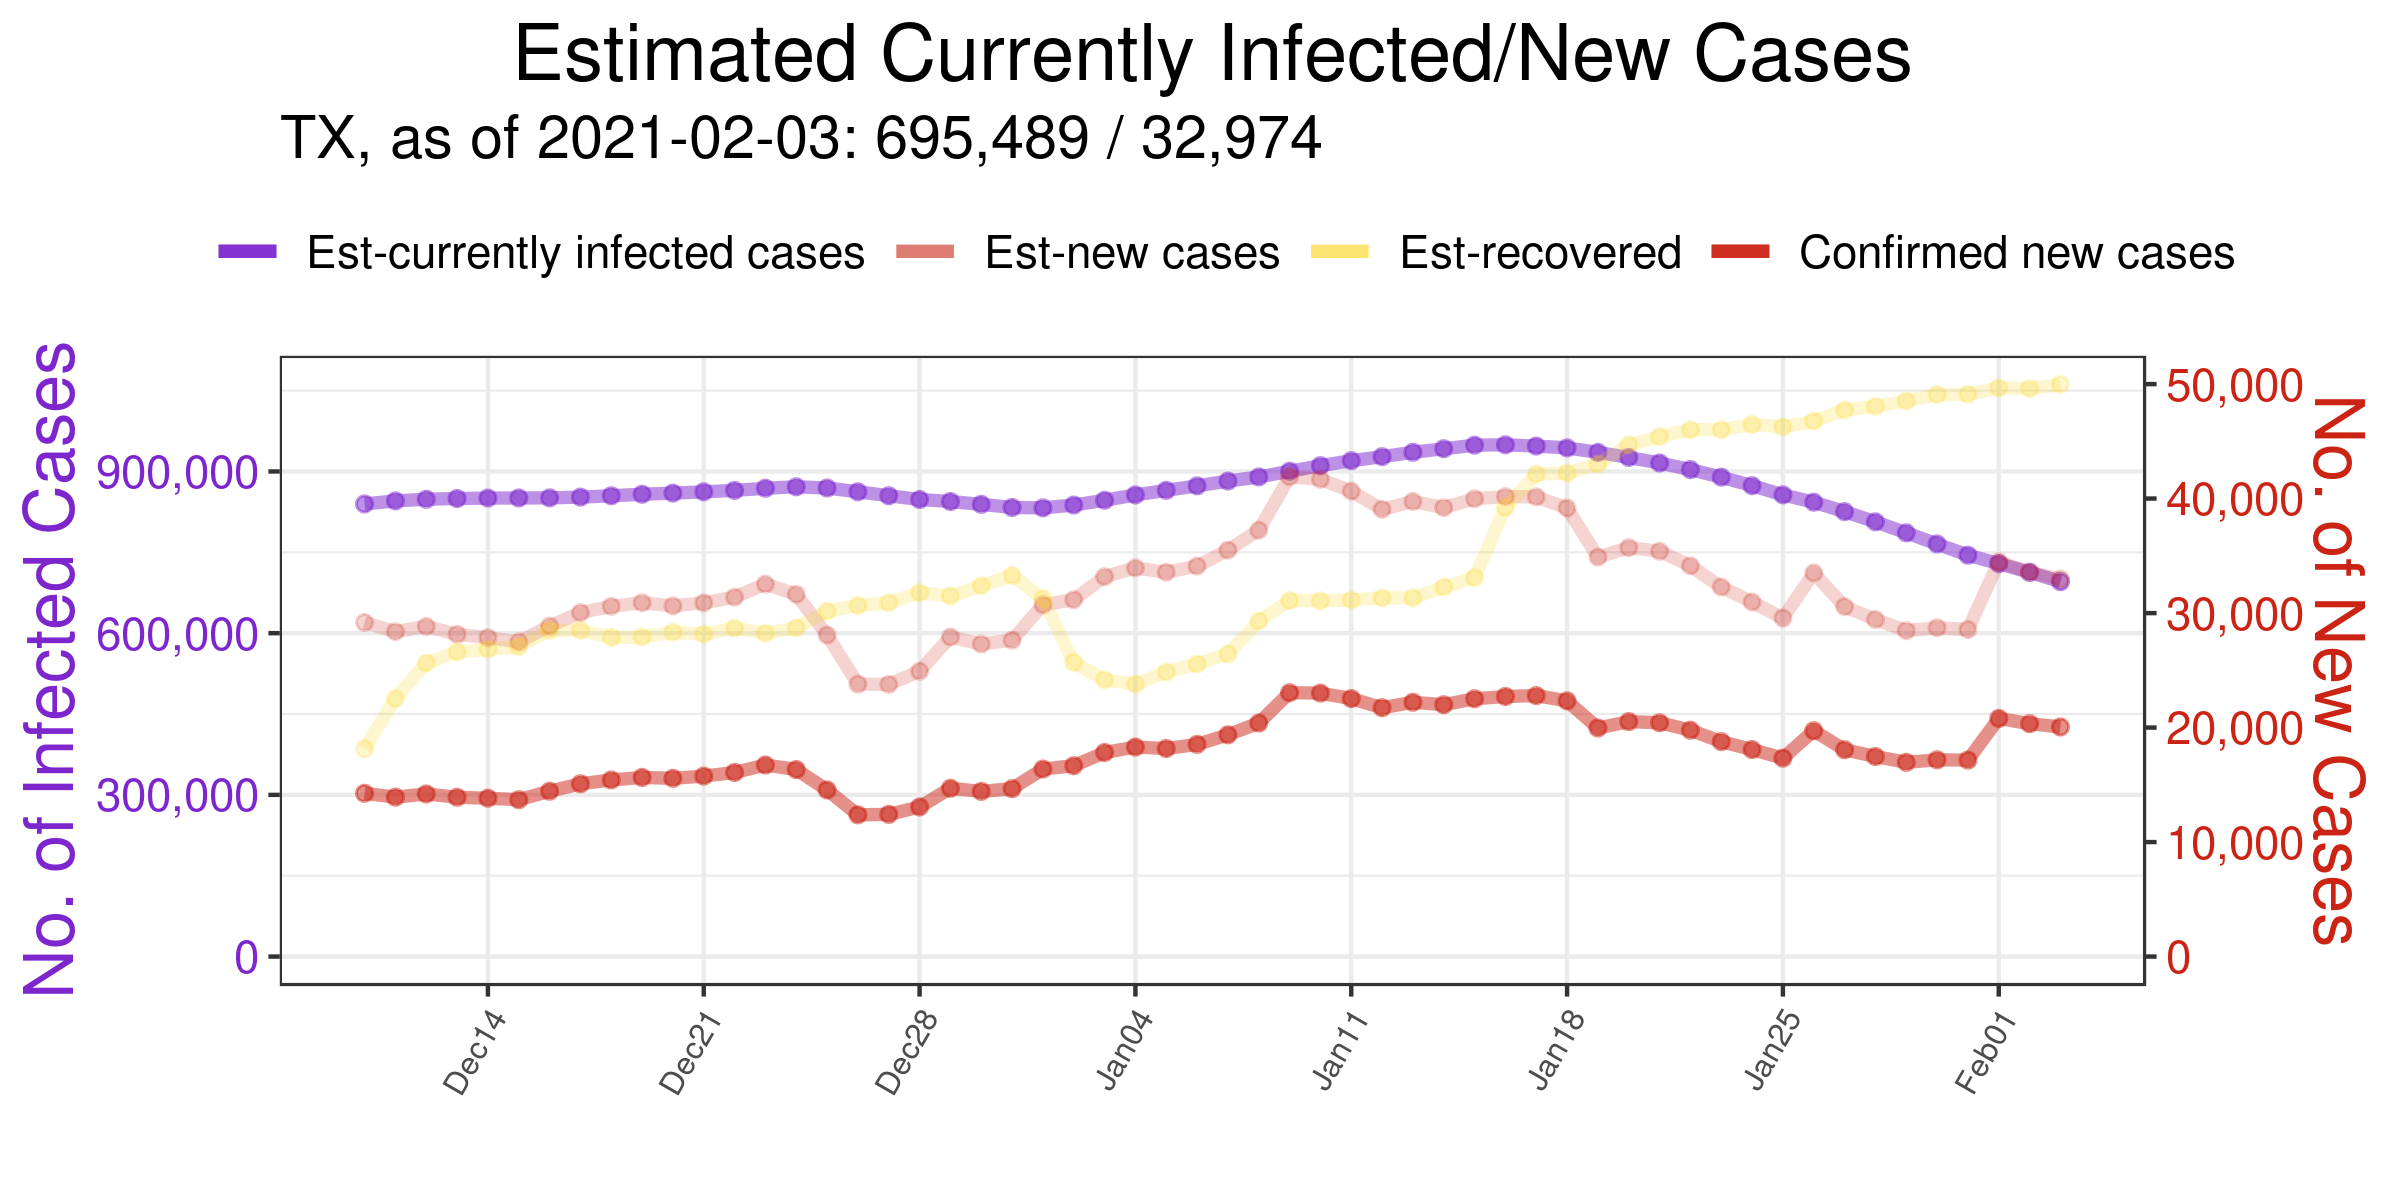 Estimated Currently Infected/New Cases
TX, as of 2021-02-03: 695,489 / 32,974
Est-currently infected cases Est-new cases Est-recovered Confirmed new cases
No. of Infected Cases
900,000
600,000
300,000
0
50,000
40,000
30,000
20,000
10,000
0
No. of New Cases
Dec14 Dec21 Dec28 Jan04 Jan11 Jan18 Jan25 Feb01